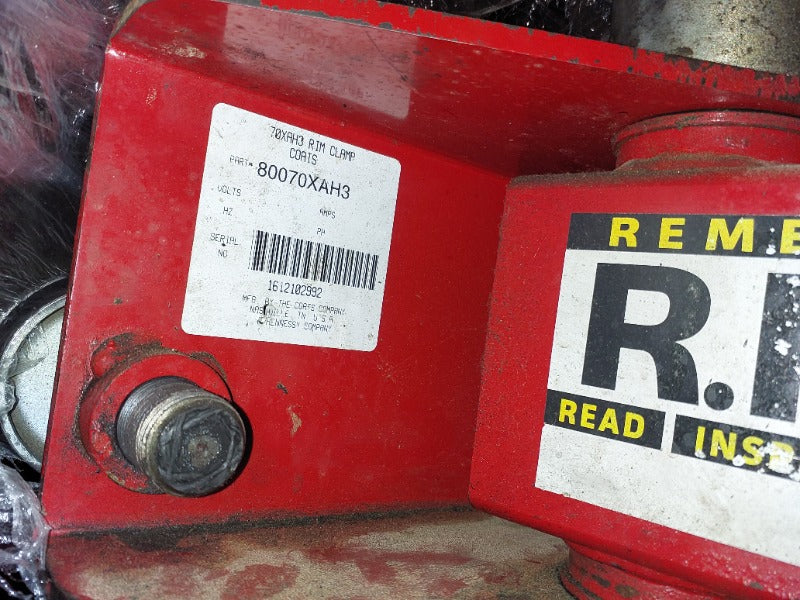 70XAH3 RIM CLAMP
COATS
PART# 80070XAH3
VOLTS AMPS
HZ PH
SERIAL
NO
1612102992
MFG. BY THE COATS COMPANY
NASHVILLE, TN U'S'A
A HENNESSY COMPANY
REME
R.I
READ INSP